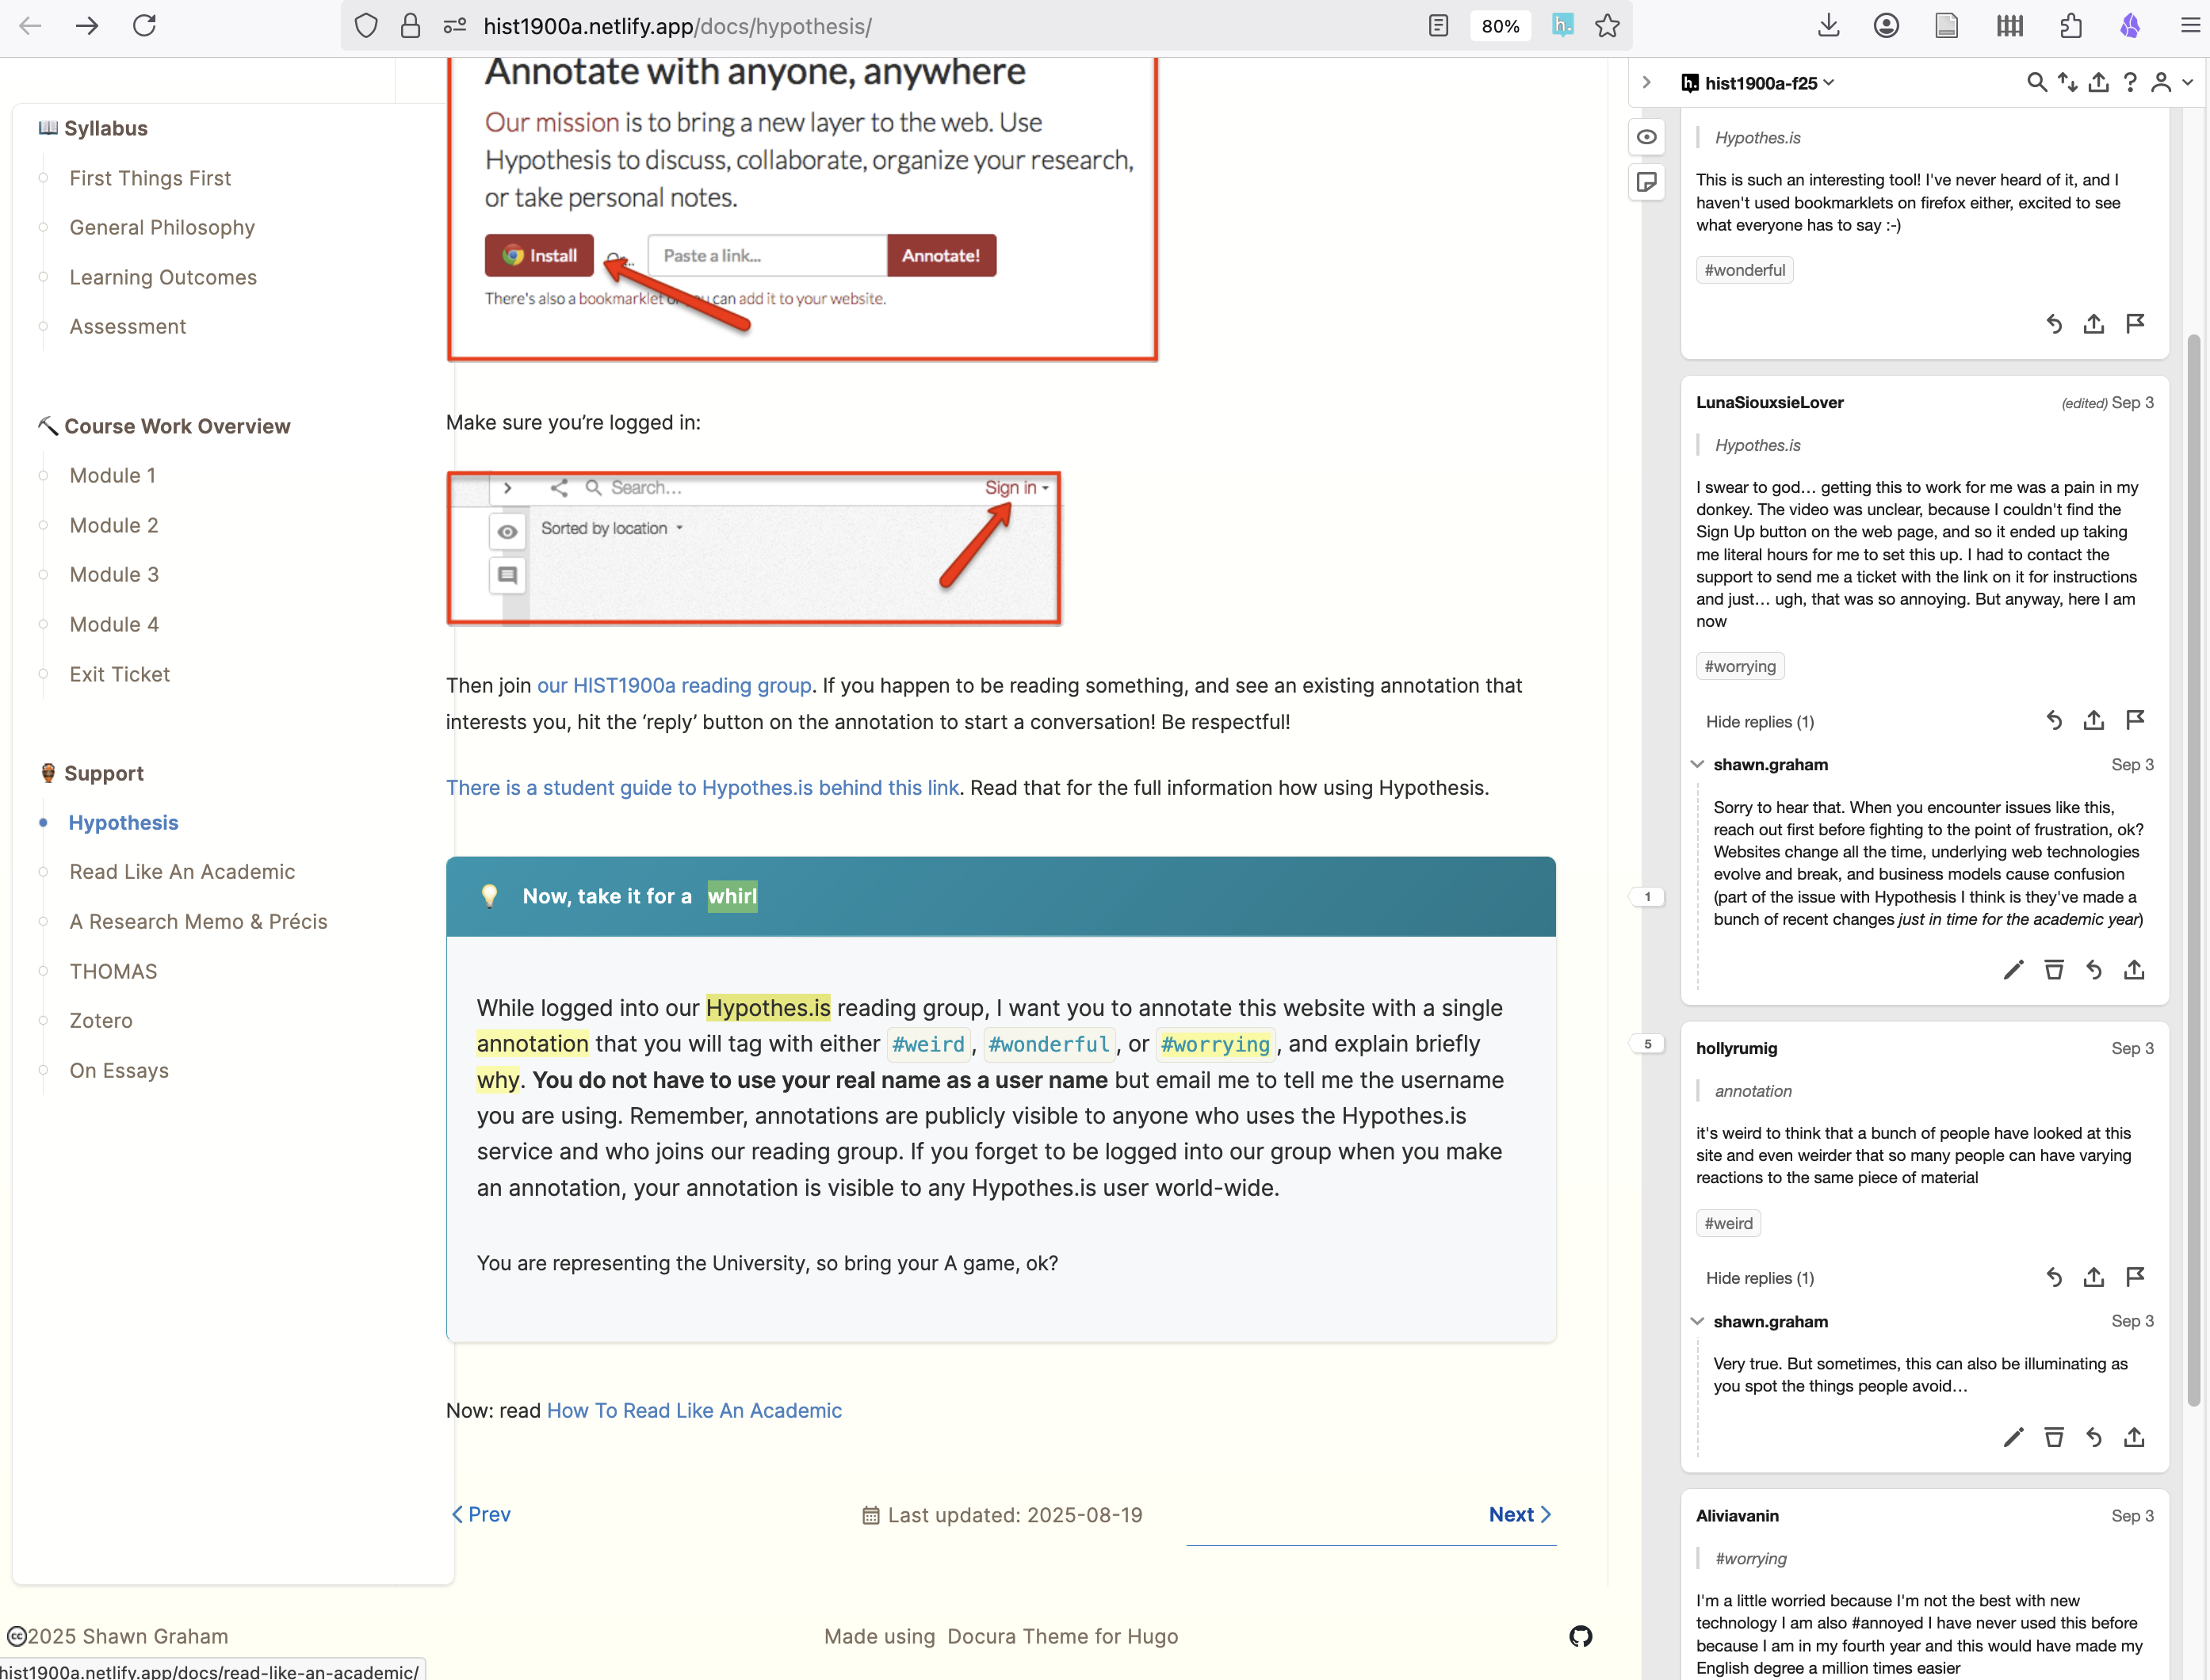 hist1900a.netlify.app/docs/hypothesis/
80%
h.
Syllabus
First Things First
General Philosophy
Learning Outcomes
Assessment
Course Work Overview
Module 1
Module 2
Module 3
Module 4
Exit Ticket
Support
Hypothesis
Read Like An Academic
A Research Memo & Précis
THOMAS
Zotero
On Essays
Annotate with anyone, anywhere
Our mission is to bring a new layer to the web. Use
Hypothesis to discuss, collaborate, organize your research,
or take personal notes.
Install
Paste a link...
Annotate!
There's also a bookmarklet or you can add it to your website.
Make sure you’re logged in:
Search...
Sign in
Sorted by location
Then join our HIST1900a reading group. If you happen to be reading something, and see an existing annotation that
interests you, hit the ‘reply’ button on the annotation to start a conversation! Be respectful!
There is a student guide to Hypothes.is behind this link. Read that for the full information how using Hypothesis.
Now, take it for a whirl
While logged into our Hypothes.is reading group, I want you to annotate this website with a single
annotation that you will tag with either #weird, #wonderful, or #worrying, and explain briefly
why. You do not have to use your real name as a user name but email me to tell me the username
you are using. Remember, annotations are publicly visible to anyone who uses the Hypothes.is
service and who joins our reading group. If you forget to be logged into our group when you make
an annotation, your annotation is visible to any Hypothes.is user world-wide.
You are representing the University, so bring your A game, ok?
Now: read How To Read Like An Academic
Prev
Last updated: 2025-08-19
Next
2025 Shawn Graham
Made using Docura Theme for Hugo
hist1900a.netlify.app/docs/read-like-an-academic/
h. hist1900a-f25
1
5
Hypothes.is
This is such an interesting tool! I've never heard of it, and I
haven't used bookmarklets on firefox either, excited to see
what everyone has to say :-)
#wonderful
LunaSiouxsieLover
(edited) Sep 3
Hypothes.is
I swear to god… getting this to work for me was a pain in my
donkey. The video was unclear, because I couldn't find the
Sign Up button on the web page, and so it ended up taking
me literal hours for me to set this up. I had to contact the
support to send me a ticket with the link on it for instructions
and just… ugh, that was so annoying. But anyway, here I am
now
#worrying
Hide replies (1)
shawn.graham
Sep 3
Sorry to hear that. When you encounter issues like this,
reach out first before fighting to the point of frustration, ok?
Websites change all the time, underlying web technologies
evolve and break, and business models cause confusion
(part of the issue with Hypothesis I think is they've made a
bunch of recent changes just in time for the academic year)
hollyrumig
Sep 3
annotation
it's weird to think that a bunch of people have looked at this
site and even weirder that so many people can have varying
reactions to the same piece of material
#weird
Hide replies (1)
shawn.graham
Sep 3
Very true. But sometimes, this can also be illuminating as
you spot the things people avoid…
Aliviavanin
Sep 3
#worrying
I'm a little worried because I'm not the best with new
technology I am also #annoyed I have never used this before
because I am in my fourth year and this would have made my
English degree a million times easier